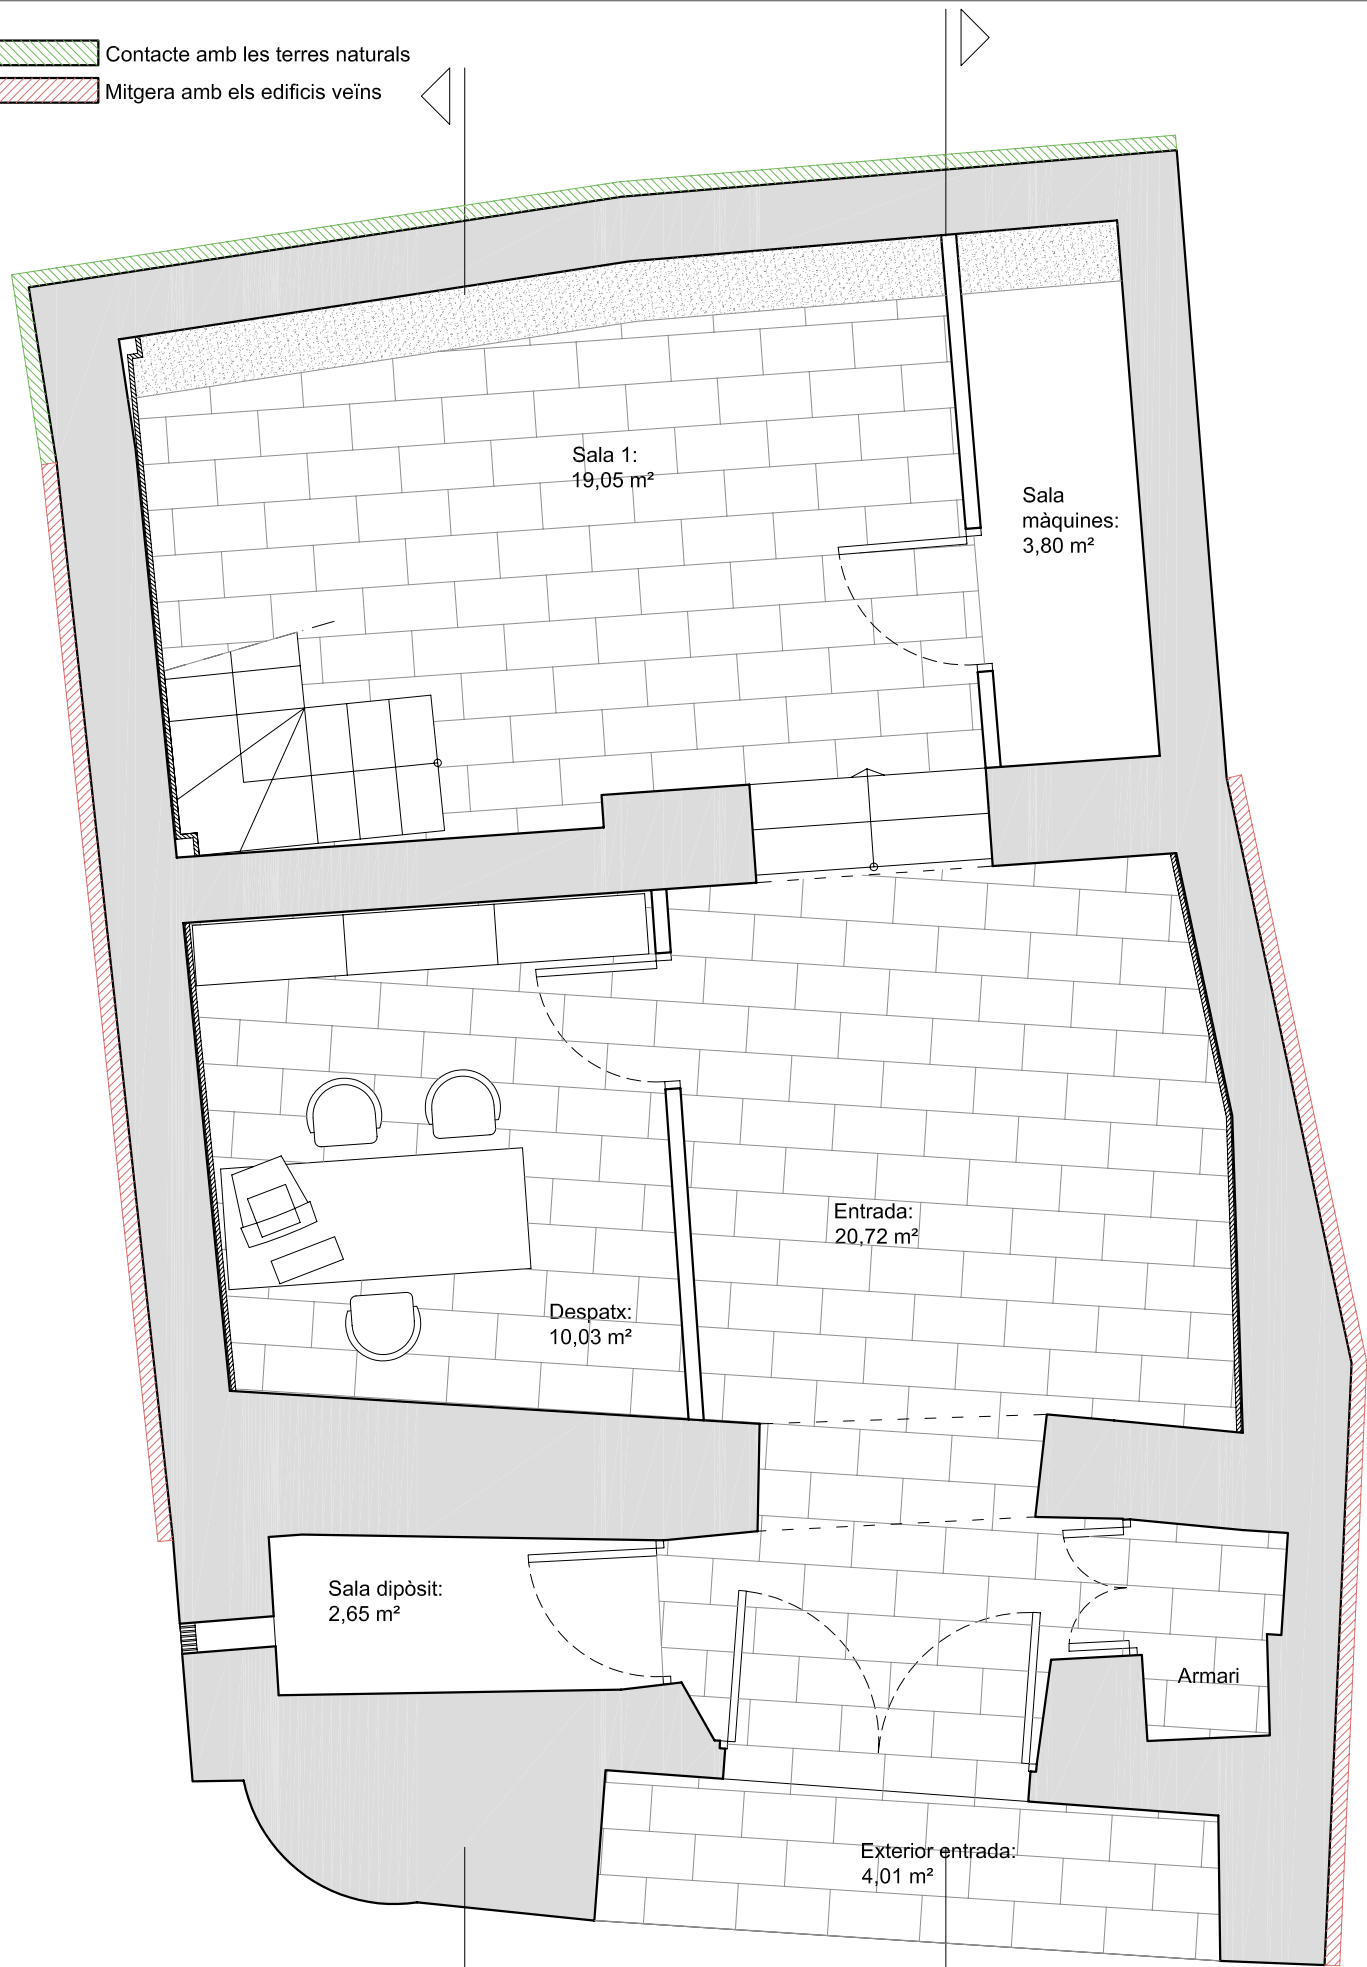 Contacte amb les terres naturals
Mitgera amb els edificis veïns
Sala 1:
19,05 m²
Sala
màquines:
3,80 m²
Entrada:
20,72 m²
Despatx:
10,03 m²
Sala dipòsit:
2,65 m²
Armari
Exterior entrada:
4,01 m²